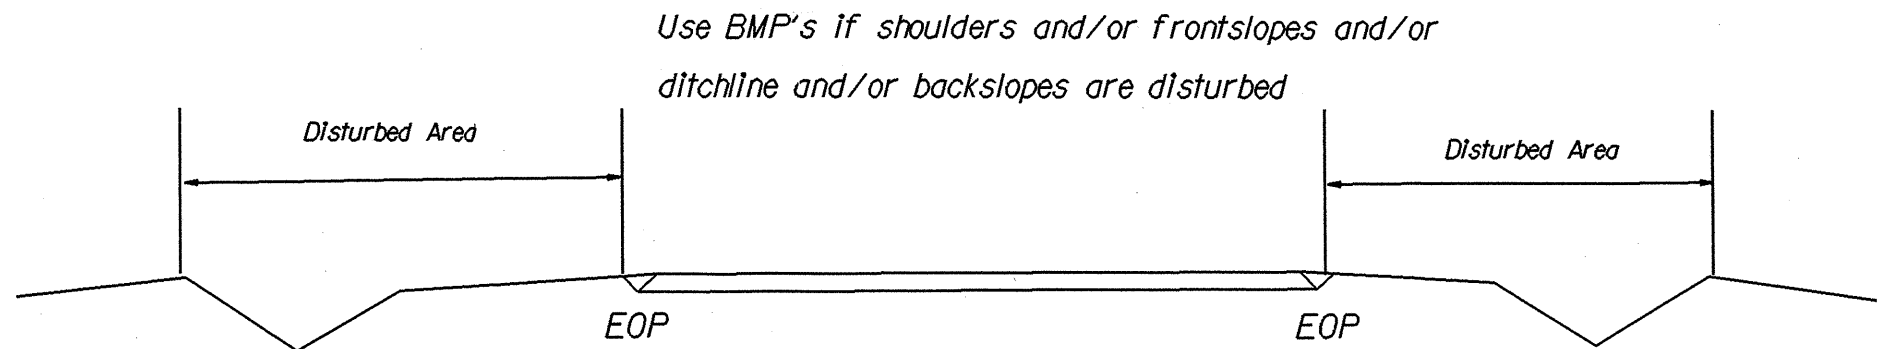 Use BMP's if shoulders and/or frontslopes and/or
ditchline and/or backslopes are disturbed
Disturbed Area
Disturbed Area
EOP
EOP